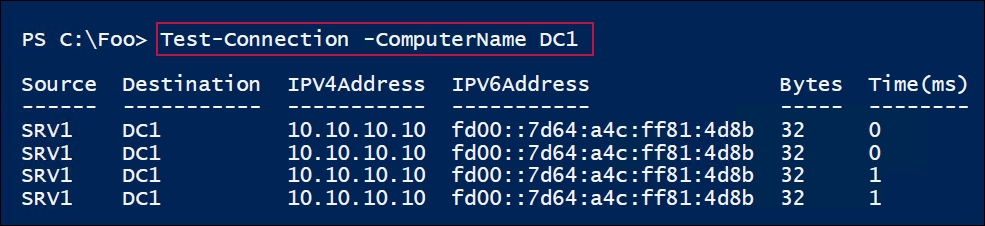 PS C:\Foo> Test-Connection -ComputerName DC1
Source Destination IPV4Address IPV6Address Bytes Time(ms)
------ ----------- ----------- ----------- ----- --------
SRV1 DC1 10.10.10.10 fd00::7d64:a4c:ff81:4d8b 32 0
SRV1 DC1 10.10.10.10 fd00::7d64:a4c:ff81:4d8b 32 0
SRV1 DC1 10.10.10.10 fd00::7d64:a4c:ff81:4d8b 32 1
SRV1 DC1 10.10.10.10 fd00::7d64:a4c:ff81:4d8b 32 1